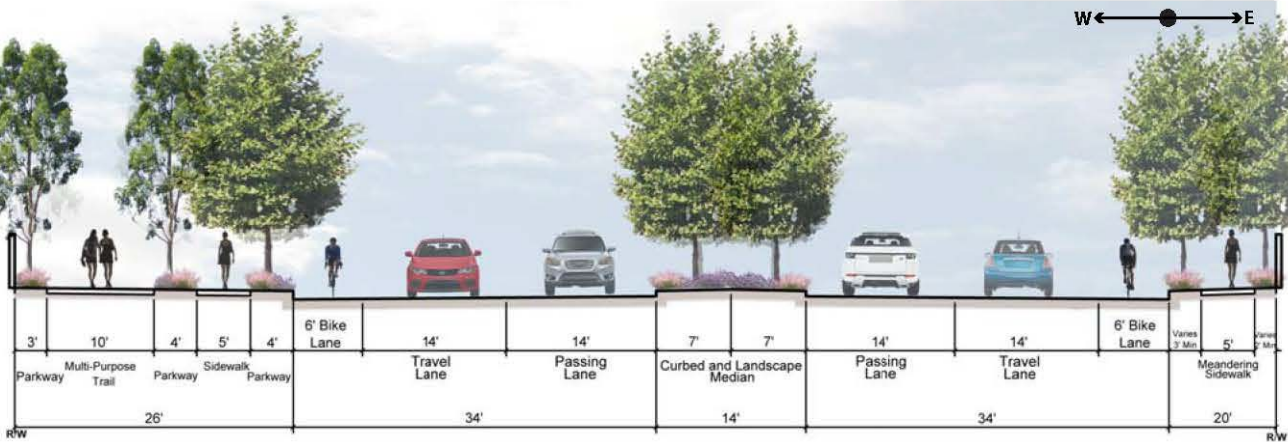 W E
6' Bike
Lane
6' Bike
Lane
3' 10' 4' 5' 4' 14' 14' 7' 7' 14' 14' Varies
3' Min 5' Varies
Min
Parkway Multi-Purpose
Trail Parkway Sidewalk Parkway
Travel
Lane
Passing
Lane
Curbed and Landscape
Median
Passing
Lane
Travel
Lane
Meandering
Sidewalk
26' 34' 14' 34' 20'
R/W R/W